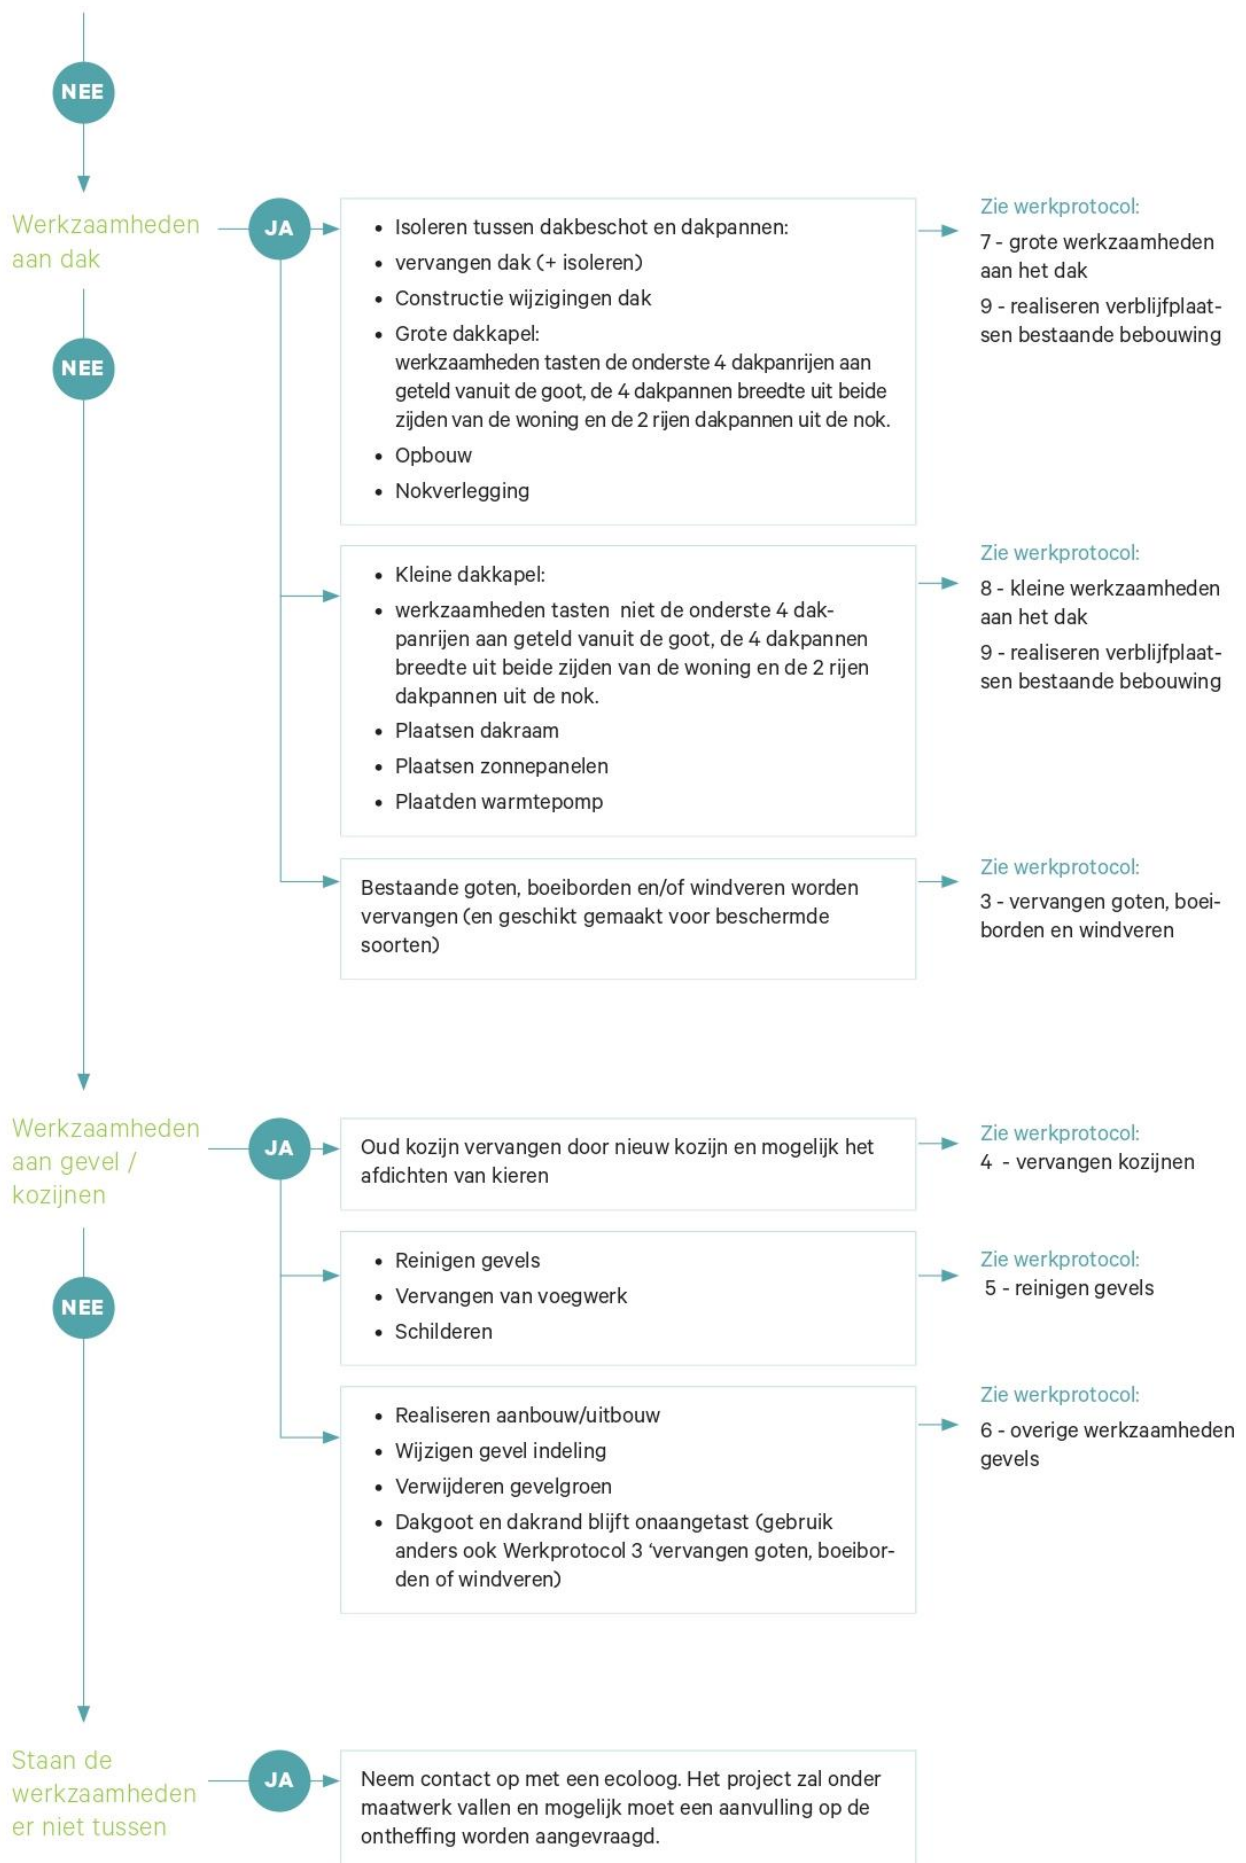 NEE
Werkzaamheden
aan dak
JA
• Isoleren tussen dakbeschot en dakpannen:
• vervangen dak (+ isoleren)
• Constructie wijzigingen dak
• Grote dakkapel:
werkzaamheden tasten de onderste 4 dakpanrijen aan
geteld vanuit de goot, de 4 dakpannen breedte uit beide
zijden van de woning en de 2 rijen dakpannen uit de nok.
• Opbouw
• Nokverlegging
Zie werkprotocol:
7 - grote werkzaamheden
aan het dak
9 - realiseren verblijfplaat-
sen bestaande bebouwing
NEE
• Kleine dakkapel:
• werkzaamheden tasten  niet de onderste 4 dak-
panrijen aan geteld vanuit de goot, de 4 dakpannen
breedte uit beide zijden van de woning en de 2 rijen
dakpannen uit de nok.
• Plaatsen dakraam
• Plaatsen zonnepanelen
• Plaatden warmtepomp
Zie werkprotocol:
8 - kleine werkzaamheden
aan het dak
9 - realiseren verblijfplaat-
sen bestaande bebouwing
Bestaande goten, boeiborden en/of windveren worden
vervangen (en geschikt gemaakt voor beschermde
soorten)
Zie werkprotocol:
3 - vervangen goten, boei-
borden en windveren
Werkzaamheden
aan gevel /
kozijnen
JA
Oud kozijn vervangen door nieuw kozijn en mogelijk het
afdichten van kieren
Zie werkprotocol:
4  - vervangen kozijnen
NEE
• Reinigen gevels
• Vervangen van voegwerk
• Schilderen
Zie werkprotocol:
5 - reinigen gevels
• Realiseren aanbouw/uitbouw
• Wijzigen gevel indeling
• Verwijderen gevelgroen
• Dakgoot en dakrand blijft onaangetast (gebruik
anders ook Werkprotocol 3 ‘vervangen goten, boeibor-
den of windveren)
Zie werkprotocol:
6 - overige werkzaamheden
gevels
Staan de
werkzaamheden
er niet tussen
JA
Neem contact op met een ecoloog. Het project zal onder
maatwerk vallen en mogelijk moet een aanvulling op de
ontheffing worden aangevraagd.